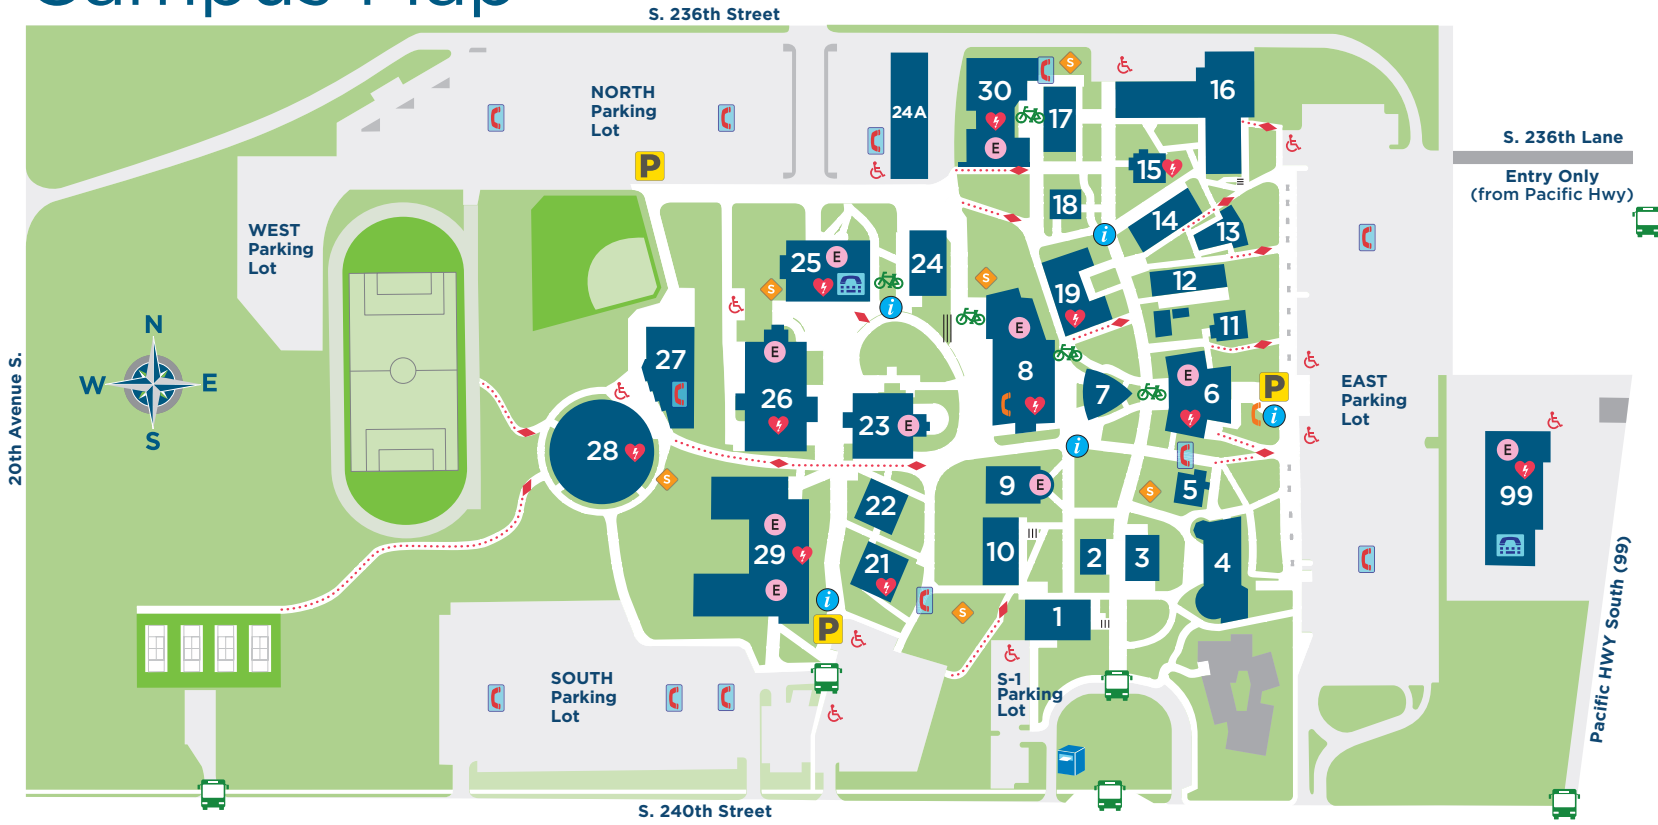 Campus Map
S. 236th Street
NORTH
Parking
Lot
P
24A
30
E
S
17
16
15
S. 236th Lane
Entry Only
(from Pacific Hwy)
WEST
Parking
Lot
18
i
14
13
25
E
S
24
i
S
19
12
11
N
W
E
S
20th Avenue S.
27
E
26
E
8
7
E
6
P
i
EAST
Parking
Lot
23
E
28
S
i
9
E
S
5
E
99
22
E
29
E
21
10
2
3
4
i
P
S
1
SOUTH
Parking
Lot
S-1
Parking
Lot
Pacific HWY South (99)
S. 240th Street